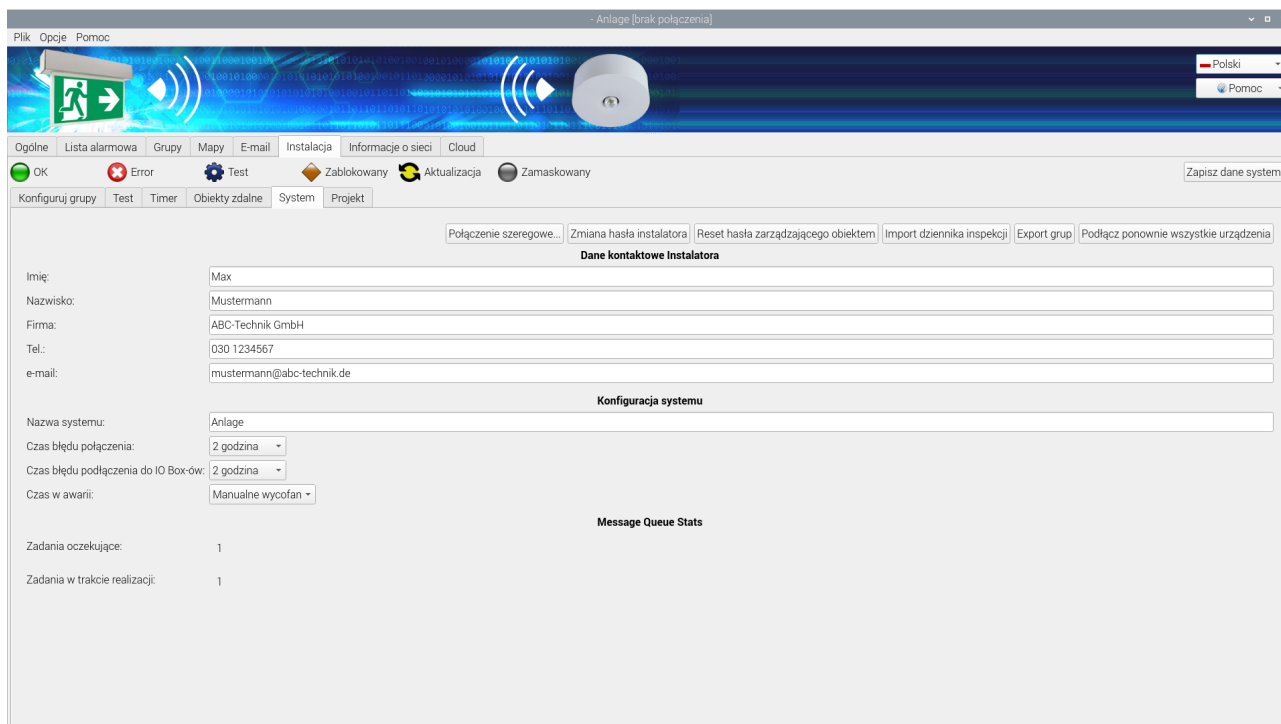 - Anlage [brak połączenia]
Plik Opcje Pomoc
Polski
Pomoc
Ogólne Lista alarmowa Grupy Mapy E-mail Instalacja Informacje o sieci Cloud
OK Error Test Zablokowany Aktualizacja Zamaskowany Zapisz dane system
Konfiguruj grupy Test Timer Obiekty zdalne System Projekt
Połączenie szeregowe... Zmiana hasła instalatora Reset hasła zarządzającego obiektem Import dziennika inspekcji Export grup Podłącz ponownie wszystkie urządzenia
Dane kontaktowe Instalatora
Imię: Max
Nazwisko: Mustermann
Firma: ABC-Technik GmbH
Tel.: 030 1234567
e-mail: mustermann@abc-technik.de
Konfiguracja systemu
Nazwa systemu: Anlage
Czas błędu połączenia: 2 godzina
Czas błędu podłączenia do IO Box-ów: 2 godzina
Czas w awarii: Manualne wycofan
Message Queue Stats
Zadania oczekujące: 1
Zadania w trakcie realizacji: 1